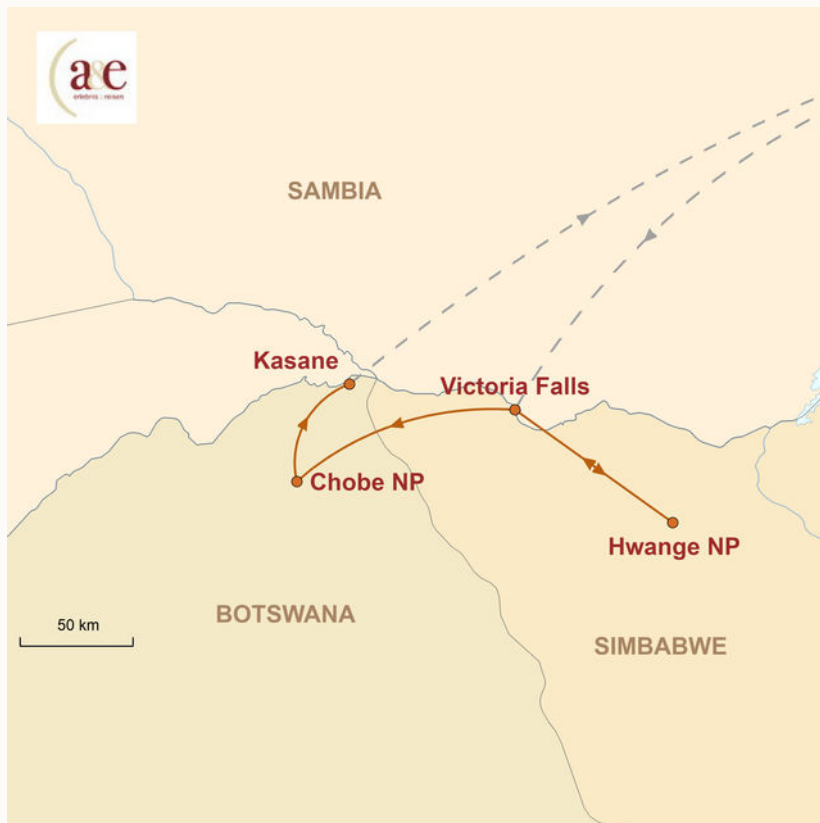 a&e
erlebnis : reisen
SAMBIA
Kasane
Victoria Falls
Chobe NP
Hwange NP
BOTSWANA
50 km
SIMBABWE